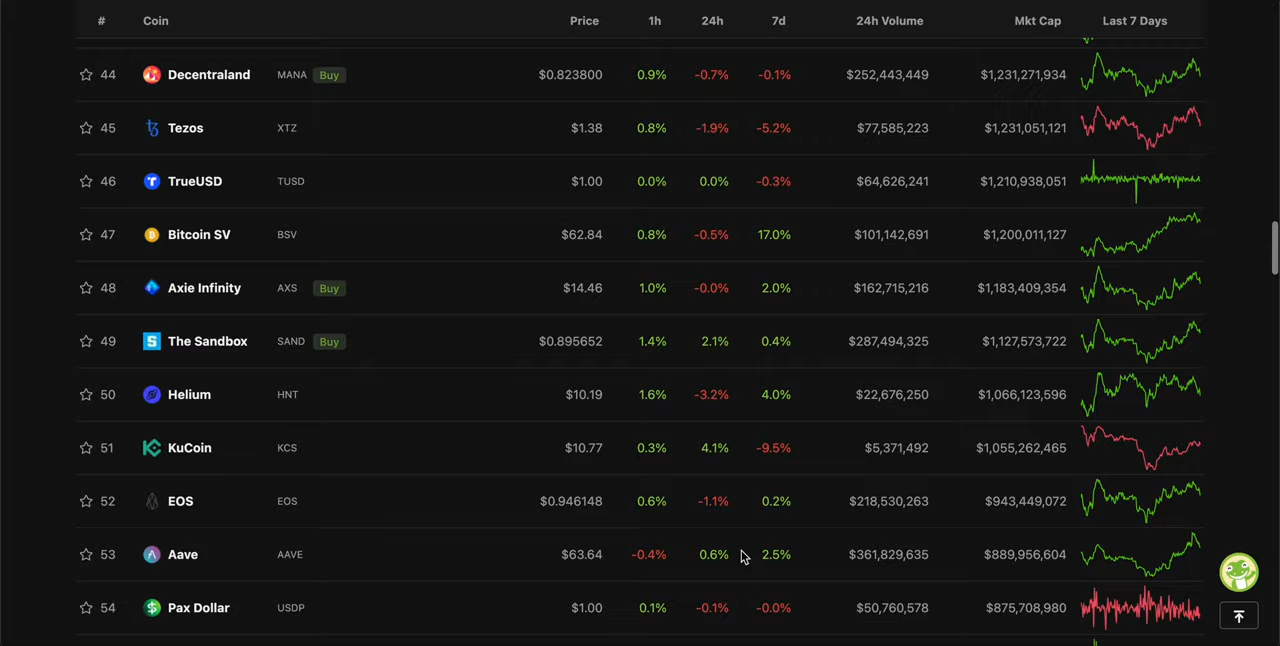 # Coin Price 1h 24h 7d 24h Volume Mkt Cap Last 7 Days
44 Decentraland MANA Buy $0.823800 0.9% -0.7% -0.1% $252,443,449 $1,231,271,934
45 Tezos XTZ $1.38 0.8% -1.9% -5.2% $77,585,223 $1,231,051,121
46 TrueUSD TUSD $1.00 0.0% 0.0% -0.3% $64,626,241 $1,210,938,051
47 Bitcoin SV BSV $62.84 0.8% -0.5% 17.0% $101,142,691 $1,200,011,127
48 Axie Infinity AXS Buy $14.46 1.0% -0.0% 2.0% $162,715,216 $1,183,409,354
49 The Sandbox SAND Buy $0.895652 1.4% 2.1% 0.4% $287,494,325 $1,127,573,722
50 Helium HNT $10.19 1.6% -3.2% 4.0% $22,676,250 $1,066,123,596
51 KuCoin KCS $10.77 0.3% 4.1% -9.5% $5,371,492 $1,055,262,465
52 EOS EOS $0.946148 0.6% -1.1% 0.2% $218,530,263 $943,449,072
53 Aave AAVE $63.64 -0.4% 0.6% 2.5% $361,829,635 $889,956,604
54 Pax Dollar USDP $1.00 0.1% -0.1% -0.0% $50,760,578 $875,708,980